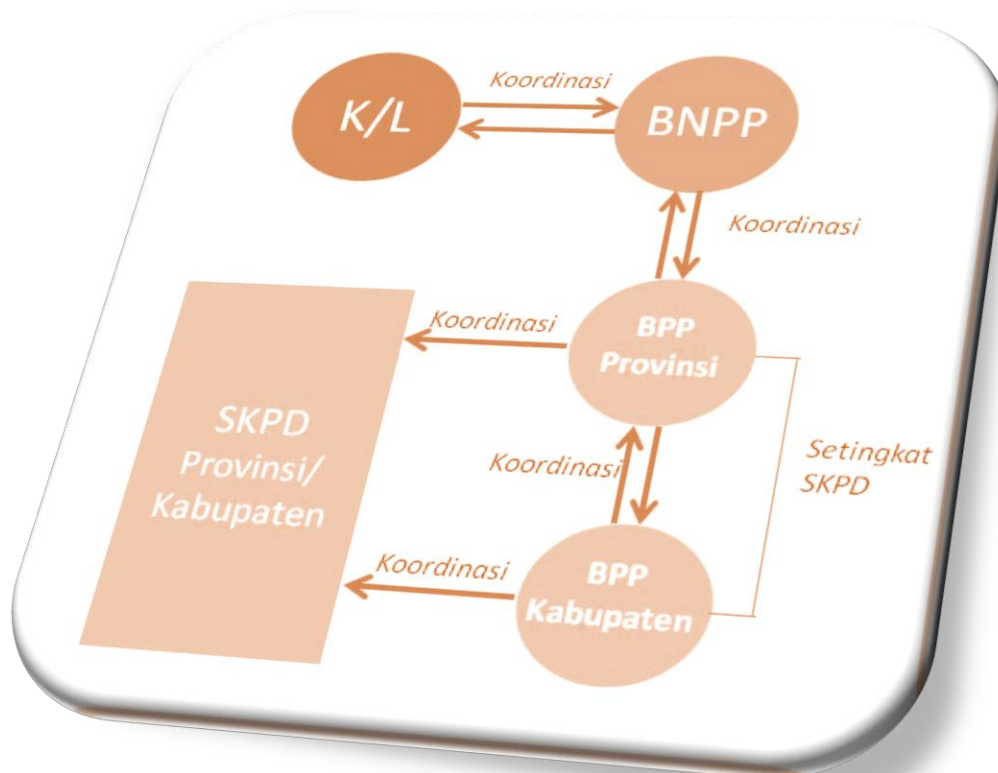 K/L
Koordinasi
BNPP
Koordinasi
Koordinasi
BPP
Provinsi
SKPD
Provinsi/
Kabupaten
Koordinasi
Setingkat
SKPD
Koordinasi
BPP
Kabupaten